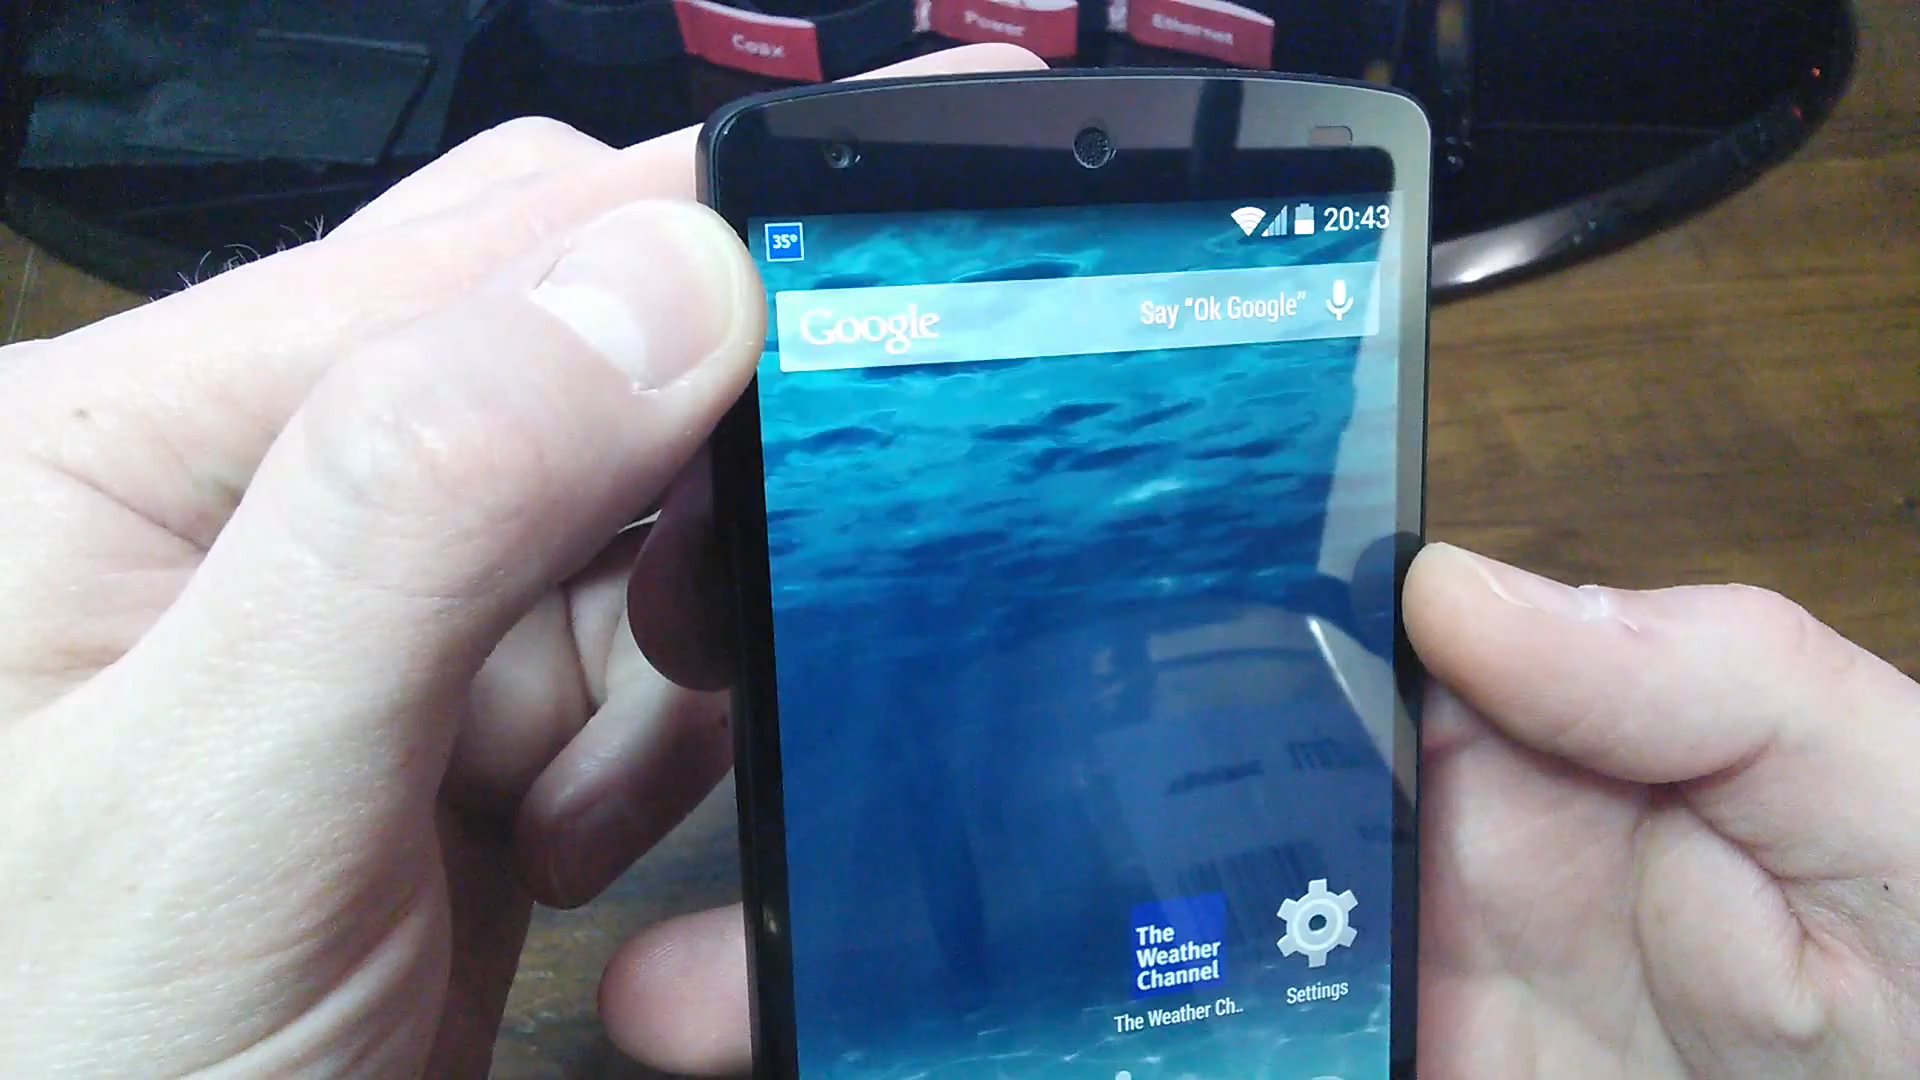 Coax
Power
Ethernet
35°
20:43
Google
Say “Ok Google”
The
Weather
Channel
The Weather Ch..
Settings